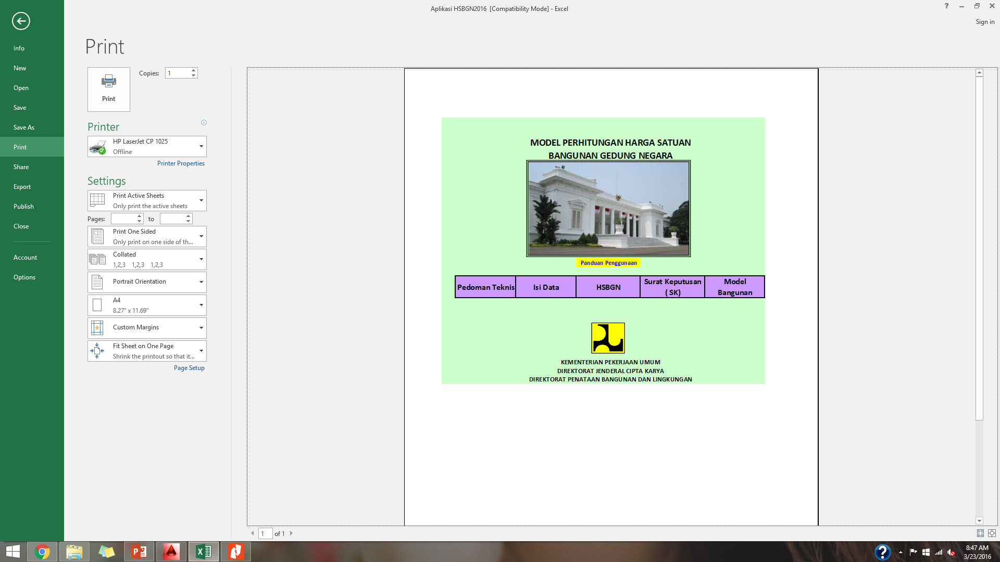 Aplikasi HSBGN2016 [Compatibility Mode] - Excel
?
Sign in
Info
New
Open
Save
Save As
Print
Share
Export
Publish
Close
Account
Options
Print
Print
Copies: 1
Printer
HP LaserJet CP 1025
Offline
Printer Properties
Settings
Print Active Sheets
Only print the active sheets
Pages: to
Print One Sided
Only print on one side of th...
Collated
1,2,3 1,2,3 1,2,3
Portrait Orientation
A4
8.27" x 11.69"
Custom Margins
Fit Sheet on One Page
Shrink the printout so that it...
Page Setup
MODEL PERHITUNGAN HARGA SATUAN
BANGUNAN GEDUNG NEGARA
Panduan Penggunaan
Pedoman Teknis
Isi Data
HSBGN
Surat Keputusan
( SK)
Model
Bangunan
KEMENTERIAN PEKERJAAN UMUM
DIREKTORAT JENDERAL CIPTA KARYA
DIREKTORAT PENATAAN BANGUNAN DAN LINGKUNGAN
1 of 1
8:47 AM
3/23/2016